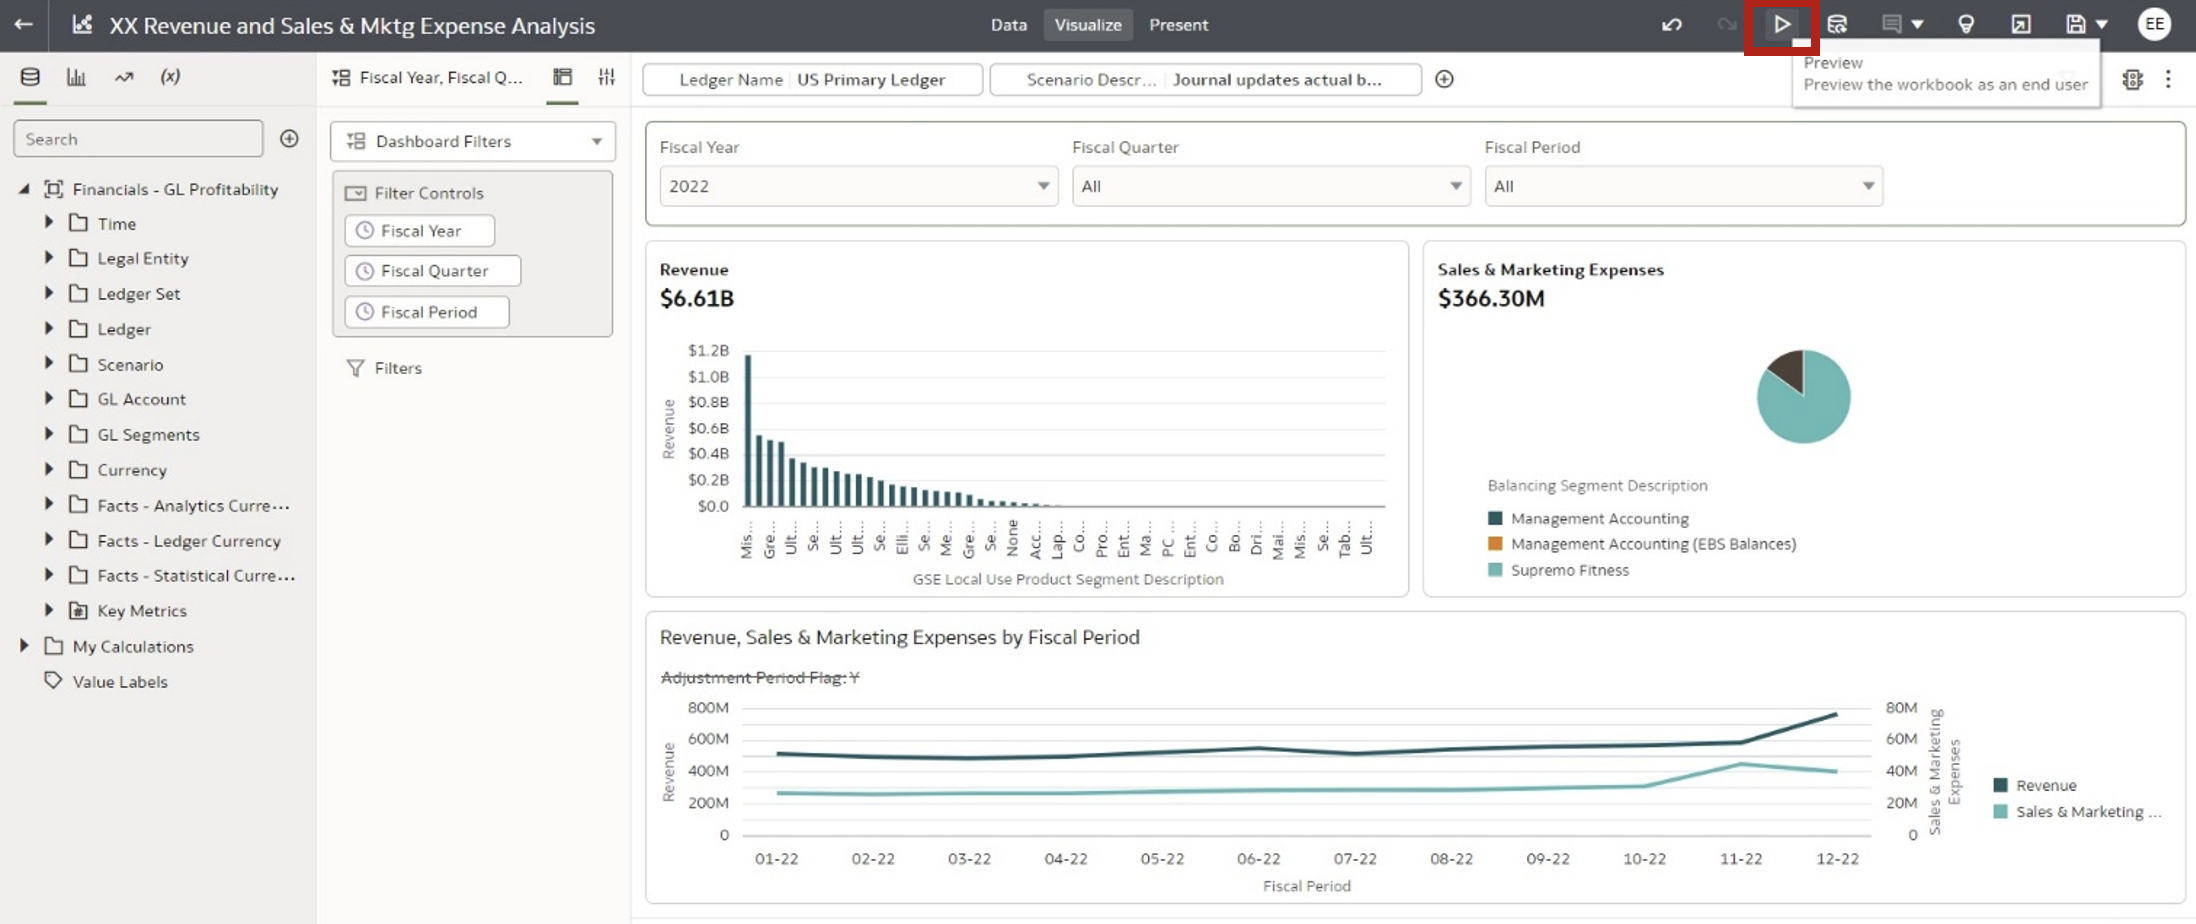 XX Revenue and Sales & Mktg Expense Analysis
Data
Visualize
Present
EE
Preview
Preview the workbook as an end user
(x)
Fiscal Year, Fiscal Q...
Ledger Name US Primary Ledger
Scenario Descr... Journal updates actual b...
Search
Financials - GL Profitability
Time
Legal Entity
Ledger Set
Ledger
Scenario
GL Account
GL Segments
Currency
Facts - Analytics Curre...
Facts - Ledger Currency
Facts - Statistical Curre...
Key Metrics
My Calculations
Value Labels
Dashboard Filters
Filter Controls
Fiscal Year
Fiscal Quarter
Fiscal Period
Filters
Fiscal Year
2022
Fiscal Quarter
All
Fiscal Period
All
Revenue
$6.61B
$1.2B
$1.0B
$0.8B
$0.6B
$0.4B
$0.2B
$0.0
Revenue
Mis...
Gre...
Ult...
Se...
Ult...
Ult...
Se...
Elli...
Se...
Me...
Gre...
Se...
None
Acc...
Lap...
Co...
Pro...
Ent...
Ma...
PC ...
Ent...
Co...
Bo...
Dri...
Mai...
Mis...
Se...
Tab...
Ult...
GSE Local Use Product Segment Description
Sales & Marketing Expenses
$366.30M
Balancing Segment Description
Management Accounting
Management Accounting (EBS Balances)
Supremo Fitness
Revenue, Sales & Marketing Expenses by Fiscal Period
Adjustment Period Flag: Y
800M
600M
400M
200M
0
Revenue
80M
60M
40M
20M
0
Sales & Marketing
Expenses
01-22 02-22 03-22 04-22 05-22 06-22 07-22 08-22 09-22 10-22 11-22 12-22
Fiscal Period
Revenue
Sales & Marketing ...